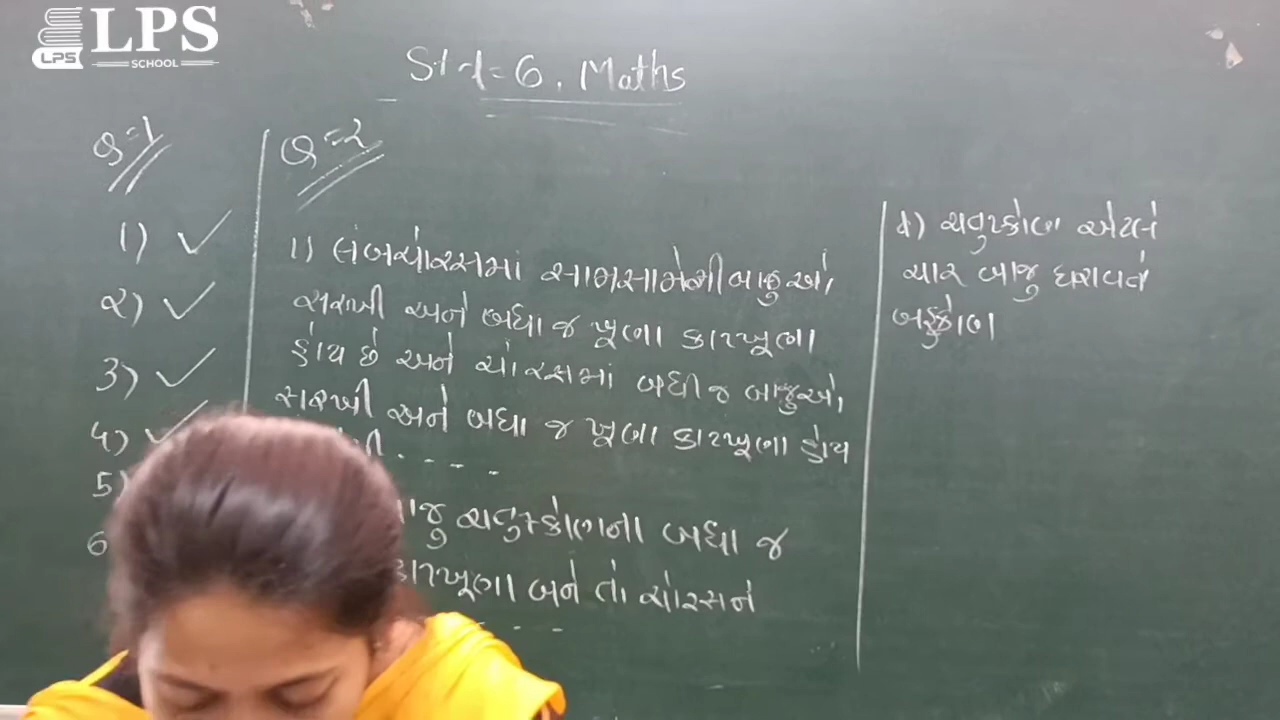 LPS
LPS
SCHOOL
Std=6. Maths
Q=1
1) ✓
૨) ✓
3) ✓
4) ✓
5)
6
Q=2
1) લંબચોરસમાં સામસામેની બાજુઓ
સરખી અને બધા જ ખૂણા કાટખૂણા
હોય છે અને ચોરસમાં બધી જ બાજુઓ
સરખી અને બધા જ ખૂણા કાટખૂણા હોય
- - - -
ચતુષ્કોણના બધા જ
કાટખૂણા બને તો ચોરસને
- - -
4) ચતુષ્કોણ એટલે
ચાર બાજુ ધરાવતે
બહુકોણ